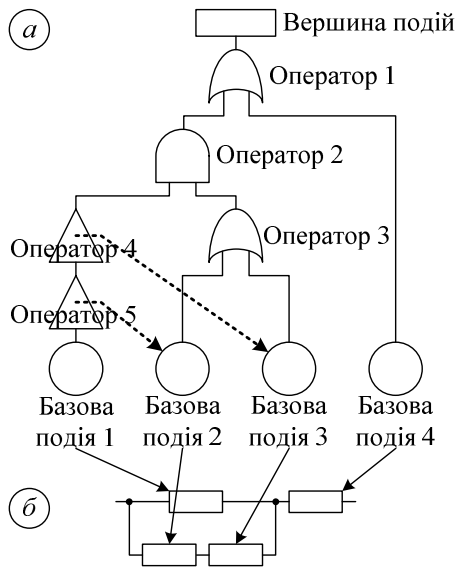 а
Вершина подій
Оператор 1
Оператор 2
Оператор 3
Оператор 4
Оператор 5
Базова подія 1
Базова подія 2
Базова подія 3
Базова подія 4
б